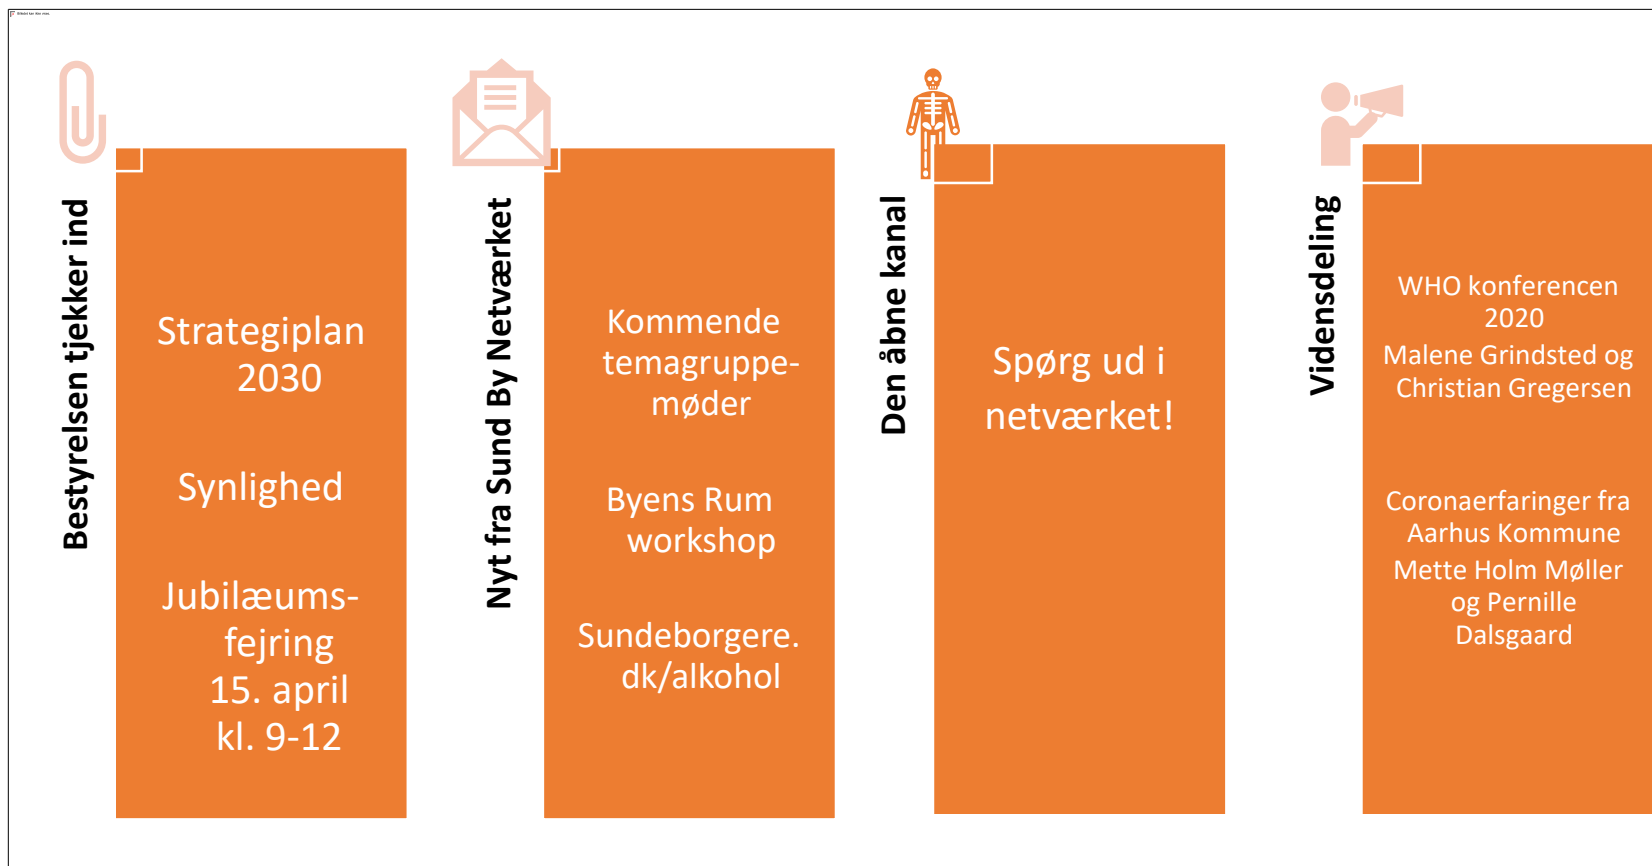 Bestyrelsen tjekker ind
Strategiplan
2030
Synlighed
Jubilæums-
fejring
15. april
kl. 9-12
Nyt fra Sund By Netværket
Kommende
temagruppe-
møder
Byens Rum
workshop
Sundeborgere.
dk/alkohol
Den åbne kanal
Spørg ud i
netværket!
Vidensdeling
WHO konferencen
2020
Malene Grindsted og
Christian Gregersen
Coronaerfaringer fra
Aarhus Kommune
Mette Holm Møller
og Pernille
Dalsgaard